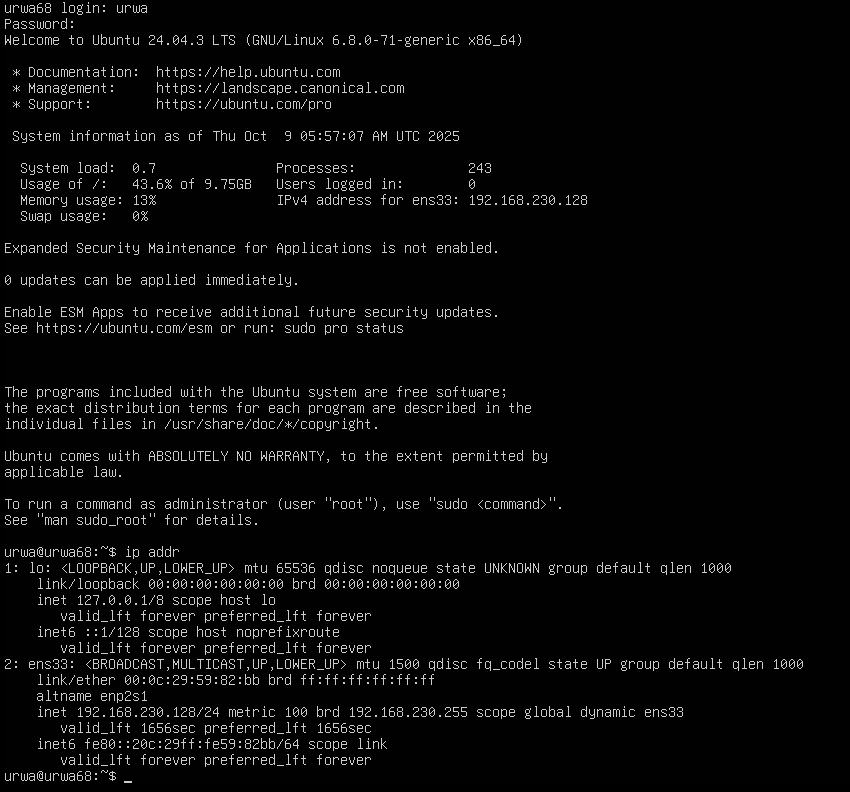 urwa68 login: urwa
Password:
Welcome to Ubuntu 24.04.3 LTS (GNU/Linux 6.8.0-71-generic x86_64)
* Documentation:  https://help.ubuntu.com
* Management:     https://landscape.canonical.com
* Support:        https://ubuntu.com/pro
System information as of Thu Oct  9 05:57:07 AM UTC 2025
System load:  0.7               Processes:              243
Usage of /:   43.6% of 9.75GB   Users logged in:        0
Memory usage: 13%               IPv4 address for ens33: 192.168.230.128
Swap usage:   0%
Expanded Security Maintenance for Applications is not enabled.
0 updates can be applied immediately.
Enable ESM Apps to receive additional future security updates.
See https://ubuntu.com/esm or run: sudo pro status
The programs included with the Ubuntu system are free software;
the exact distribution terms for each program are described in the
individual files in /usr/share/doc/*/copyright.
Ubuntu comes with ABSOLUTELY NO WARRANTY, to the extent permitted by
applicable law.
To run a command as administrator (user "root"), use "sudo <command>".
See "man sudo_root" for details.
urwa@urwa68:~$ ip addr
1: lo: <LOOPBACK,UP,LOWER_UP> mtu 65536 qdisc noqueue state UNKNOWN group default qlen 1000
    link/loopback 00:00:00:00:00:00 brd 00:00:00:00:00:00
    inet 127.0.0.1/8 scope host lo
       valid_lft forever preferred_lft forever
    inet6 ::1/128 scope host noprefixroute
       valid_lft forever preferred_lft forever
2: ens33: <BROADCAST,MULTICAST,UP,LOWER_UP> mtu 1500 qdisc fq_codel state UP group default qlen 1000
    link/ether 00:0c:29:59:82:bb brd ff:ff:ff:ff:ff:ff
    altname enp2s1
    inet 192.168.230.128/24 metric 100 brd 192.168.230.255 scope global dynamic ens33
       valid_lft 1656sec preferred_lft 1656sec
    inet6 fe80::20c:29ff:fe59:82bb/64 scope link
       valid_lft forever preferred_lft forever
urwa@urwa68:~$ _